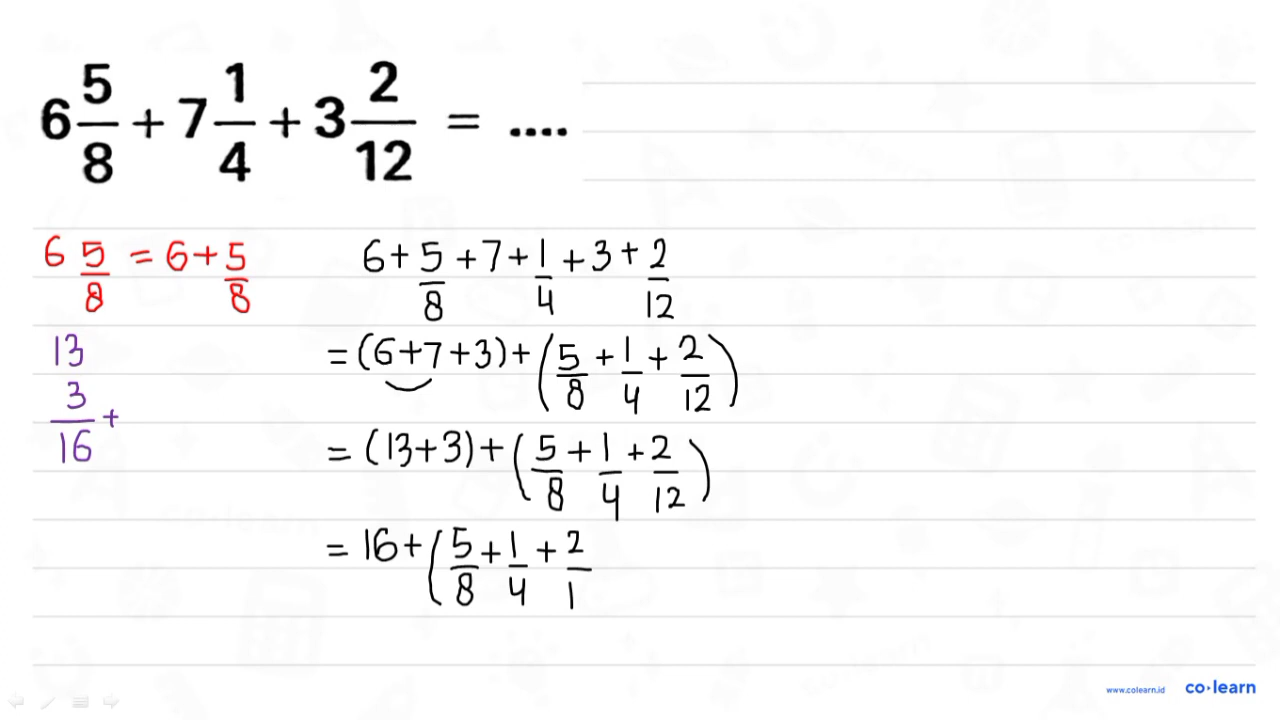 6 5/8 + 7 1/4 + 3 2/12 = ....
6 5/8 = 6 + 5/8
13
3
16 +
6 + 5/8 + 7 + 1/4 + 3 + 2/12
= (6 + 7 + 3) + (5/8 + 1/4 + 2/12)
= (13 + 3) + (5/8 + 1/4 + 2/12)
= 16 + (5/8 + 1/4 + 2/1
www.colearn.id co·learn